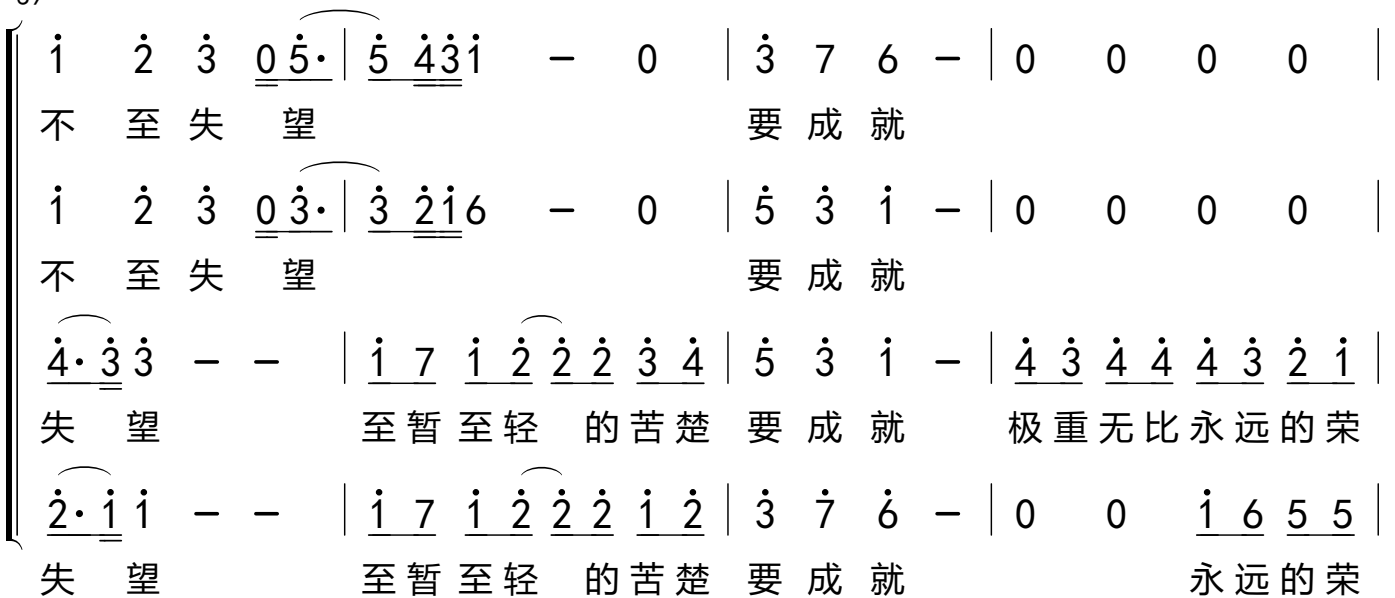 1̇ 2̇ 3̇ 0 5̇· | 5̇ 4̇ 3̇ 1̇ – 0 | 3̇ 7 6 – | 0 0 0 0 |
不 至 失 望 要 成 就
1̇ 2̇ 3̇ 0 3̇· | 3̇ 2̇ 1̇ 6 – 0 | 5̇ 3̇ 1̇ – | 0 0 0 0 |
不 至 失 望 要 成 就
4̇· 3̇ 3̇ – – | 1̇ 7 1̇ 2̇ 2̇ 2̇ 3̇ 4̇ | 5̇ 3̇ 1̇ – | 4̇ 3̇ 4̇ 4̇ 4̇ 3̇ 2̇ 1̇ |
失 望 至 暂 至 轻 的 苦 楚 要 成 就 极 重 无 比 永 远 的 荣
2̇· 1̇ 1̇ – – | 1̇ 7 1̇ 2̇ 2̇ 2̇ 1̇ 2̇ | 3̇ 7̇ 6̇ – | 0 0 1̇ 6 5 5 |
失 望 至 暂 至 轻 的 苦 楚 要 成 就 永 远 的 荣